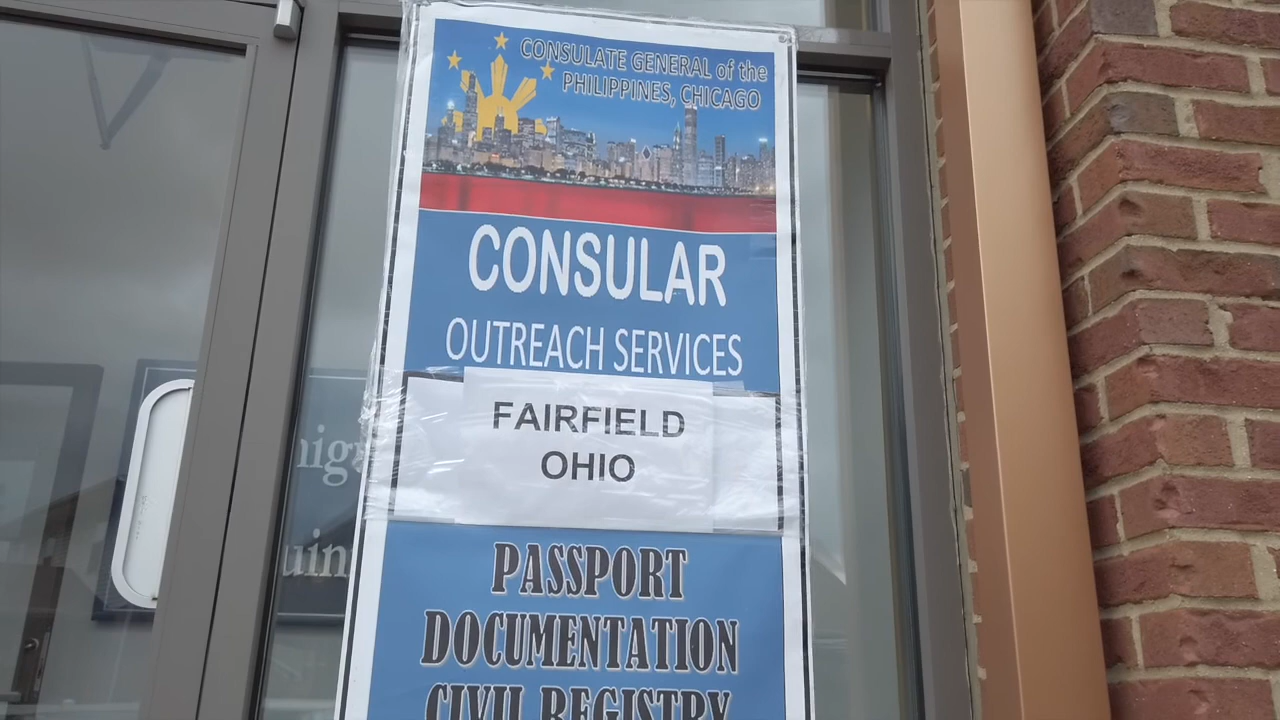 CONSULATE GENERAL of the
PHILIPPINES, CHICAGO
CONSULAR
OUTREACH SERVICES
FAIRFIELD
OHIO
PASSPORT
DOCUMENTATION
CIVIL REGISTRY